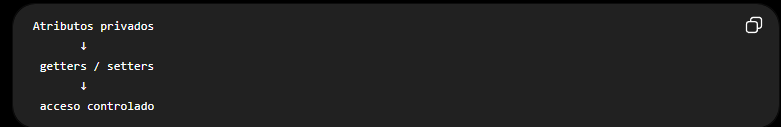 Atributos privados
↓
getters / setters
↓
acceso controlado